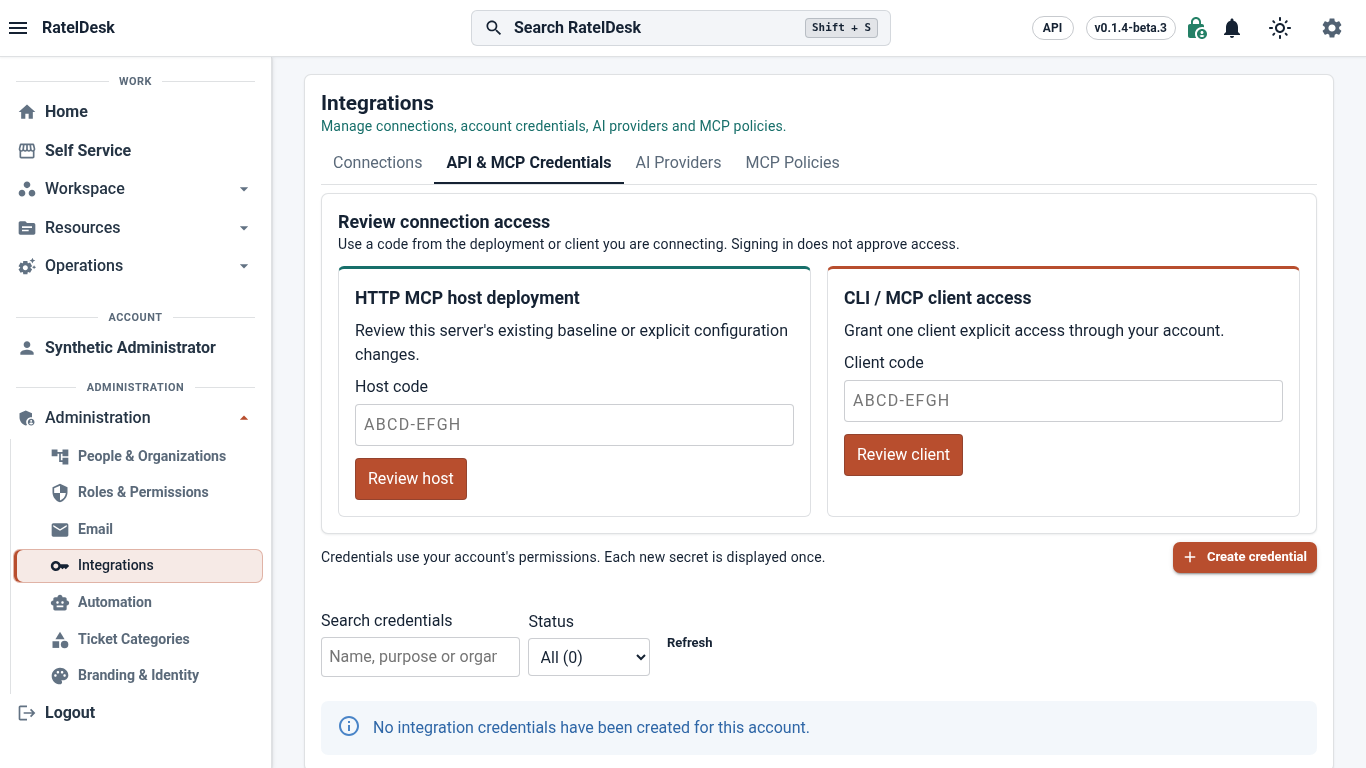 RatelDesk
Search RatelDesk
Shift + S
API
v0.1.4-beta.3
WORK
Home
Self Service
Workspace
Resources
Operations
ACCOUNT
Synthetic Administrator
ADMINISTRATION
Administration
People & Organizations
Roles & Permissions
Email
Integrations
Automation
Ticket Categories
Branding & Identity
Logout
Integrations
Manage connections, account credentials, AI providers and MCP policies.
Connections
API & MCP Credentials
AI Providers
MCP Policies
Review connection access
Use a code from the deployment or client you are connecting. Signing in does not approve access.
HTTP MCP host deployment
Review this server's existing baseline or explicit configuration
changes.
Host code
ABCD-EFGH
Review host
CLI / MCP client access
Grant one client explicit access through your account.
Client code
ABCD-EFGH
Review client
Credentials use your account's permissions. Each new secret is displayed once.
Create credential
Search credentials
Name, purpose or organ
Status
All (0)
Refresh
No integration credentials have been created for this account.